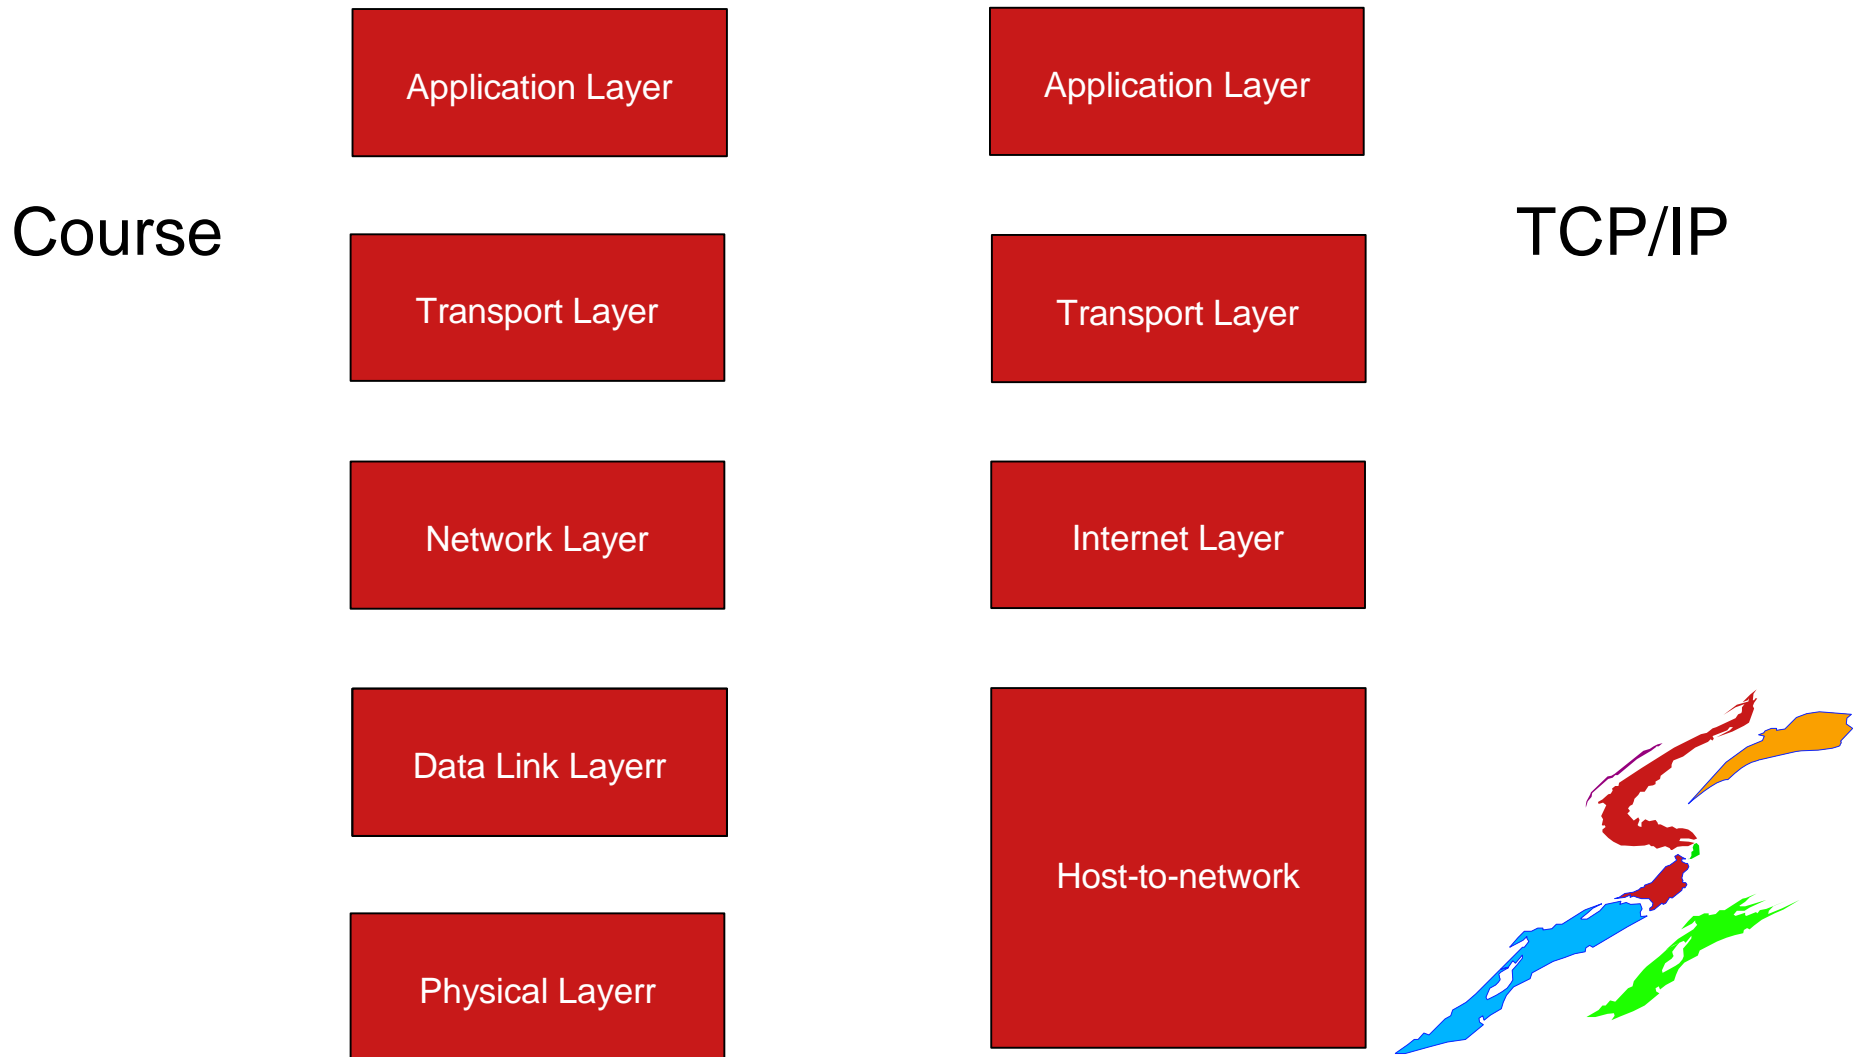 Application Layer
Application Layer
Course
TCP/IP
Transport Layer
Transport Layer
Network Layer
Internet Layer
Data Link Layerr
Host-to-network
Physical Layerr